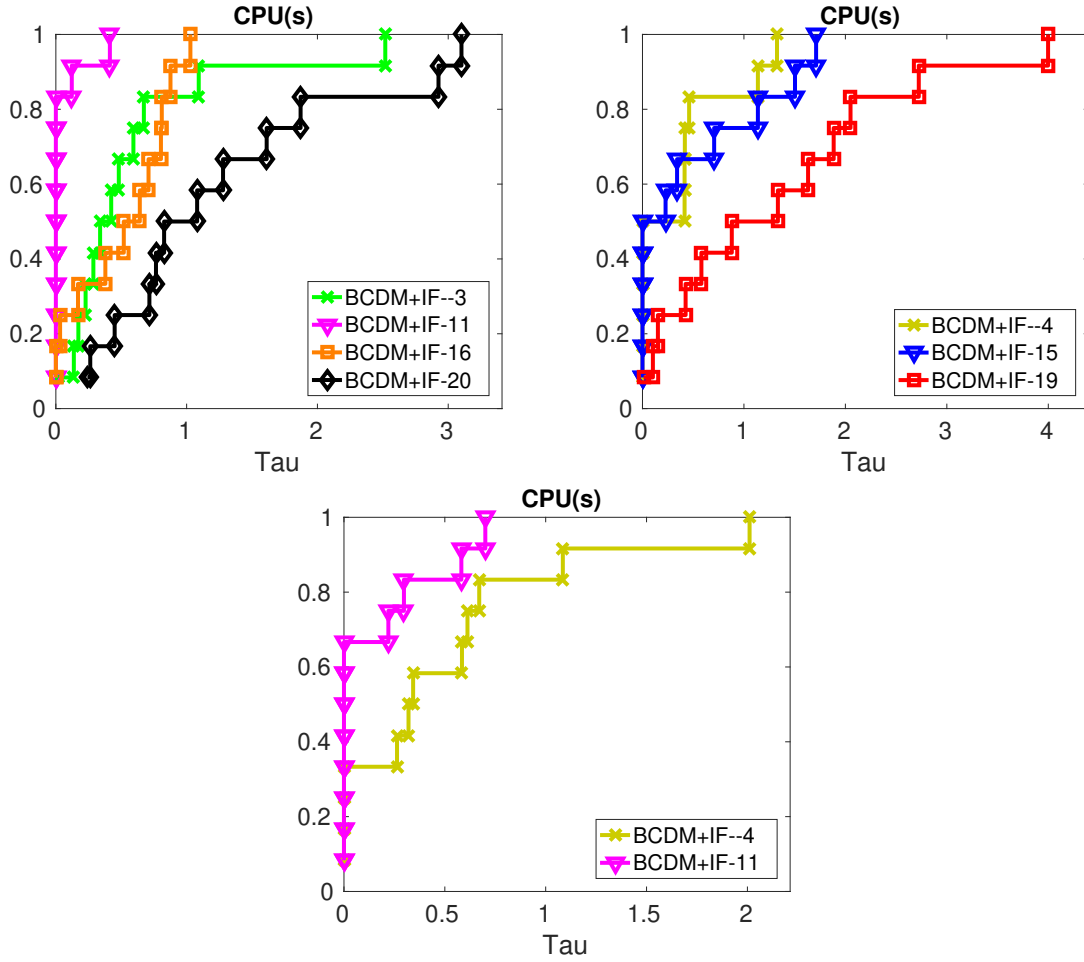 CPU(s)
1
0.8
0.6
0.4
0.2
0
0 1 2 3
Tau
BCDM+IF--3
BCDM+IF-11
BCDM+IF-16
BCDM+IF-20
CPU(s)
1
0.8
0.6
0.4
0.2
0
0 1 2 3 4
Tau
BCDM+IF--4
BCDM+IF-15
BCDM+IF-19
CPU(s)
1
0.8
0.6
0.4
0.2
0
0 0.5 1 1.5 2
Tau
BCDM+IF--4
BCDM+IF-11